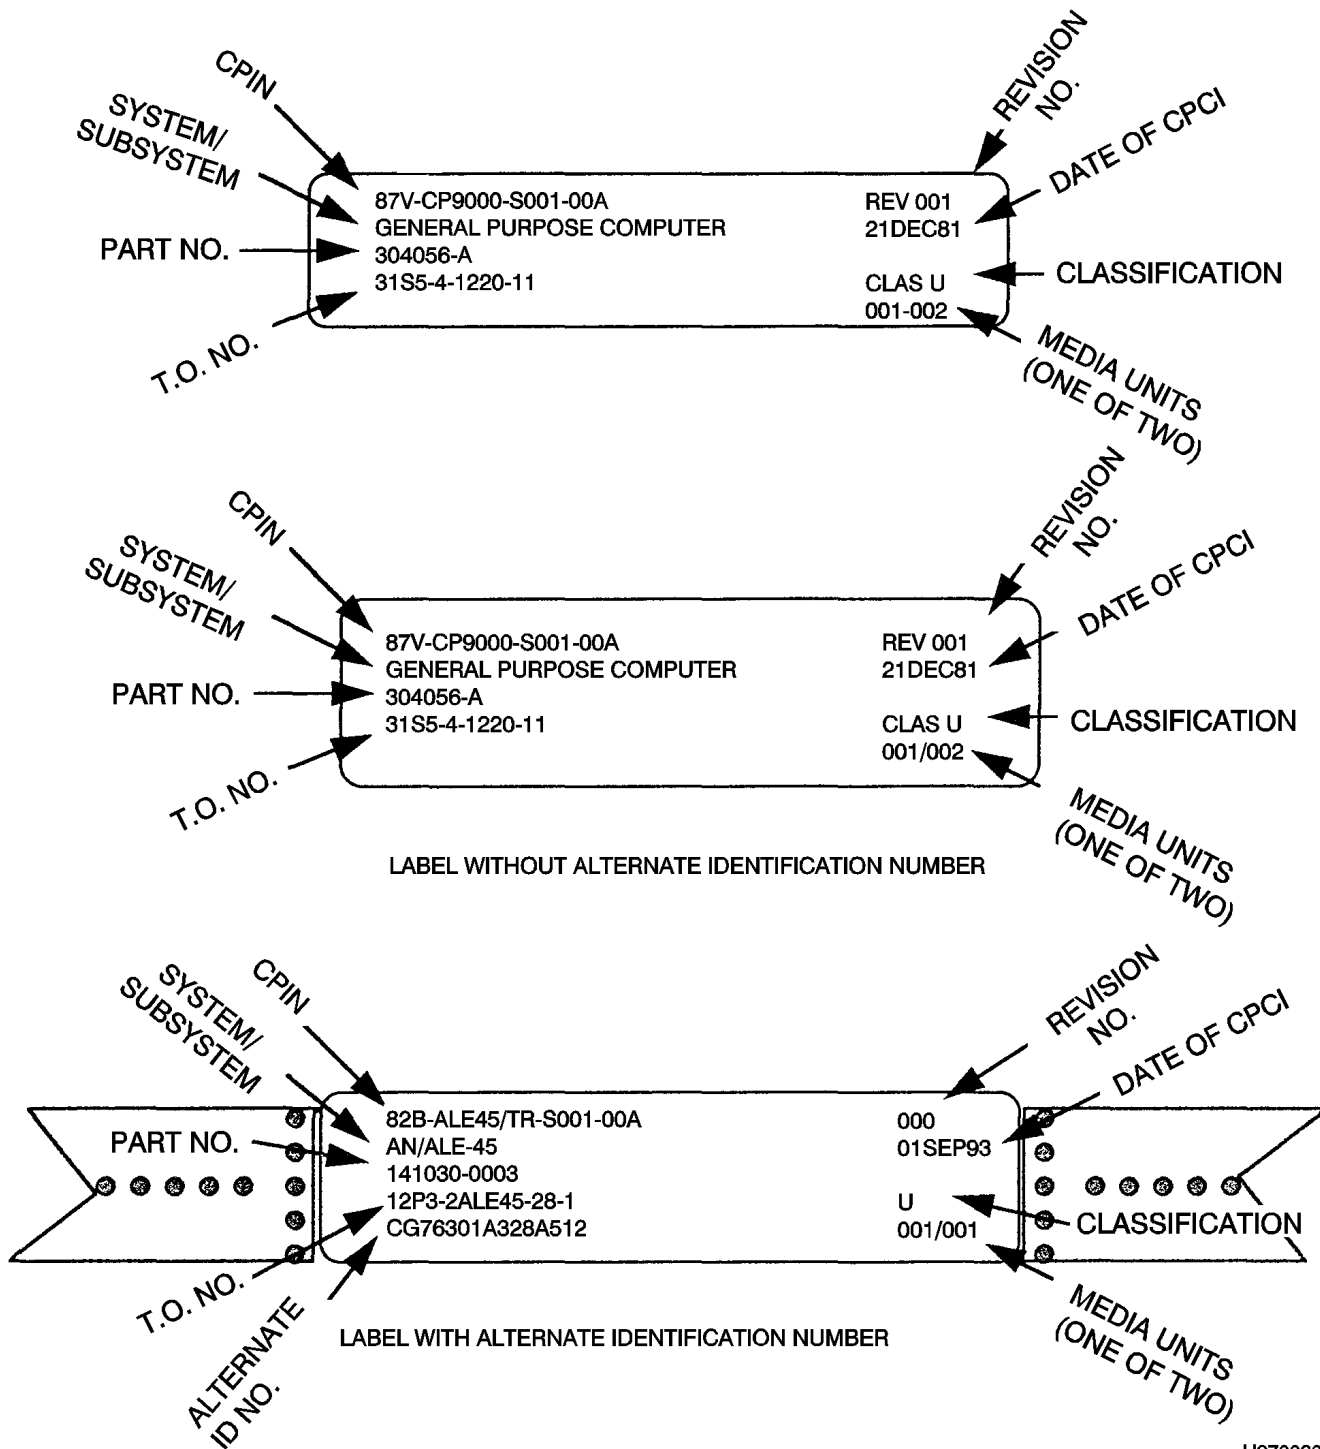 CPIN
SYSTEM/
SUBSYSTEM
PART NO.
T.O. NO.
87V-CP9000-S001-00A
GENERAL PURPOSE COMPUTER
304056-A
31S5-4-1220-11
REV 001
21DEC81
CLAS U
001-002
REVISION
NO.
DATE OF CPCI
CLASSIFICATION
MEDIA UNITS
(ONE OF TWO)
CPIN
SYSTEM/
SUBSYSTEM
PART NO.
T.O. NO.
87V-CP9000-S001-00A
GENERAL PURPOSE COMPUTER
304056-A
31S5-4-1220-11
REV 001
21DEC81
CLAS U
001/002
REVISION
NO.
DATE OF CPCI
CLASSIFICATION
MEDIA UNITS
(ONE OF TWO)
LABEL WITHOUT ALTERNATE IDENTIFICATION NUMBER
CPIN
SYSTEM/
SUBSYSTEM
PART NO.
T.O. NO.
ALTERNATE
ID NO.
82B-ALE45/TR-S001-00A
AN/ALE-45
141030-0003
12P3-2ALE45-28-1
CG76301A328A512
000
01SEP93
U
001/001
REVISION
NO.
DATE OF CPCI
CLASSIFICATION
MEDIA UNITS
(ONE OF TWO)
LABEL WITH ALTERNATE IDENTIFICATION NUMBER